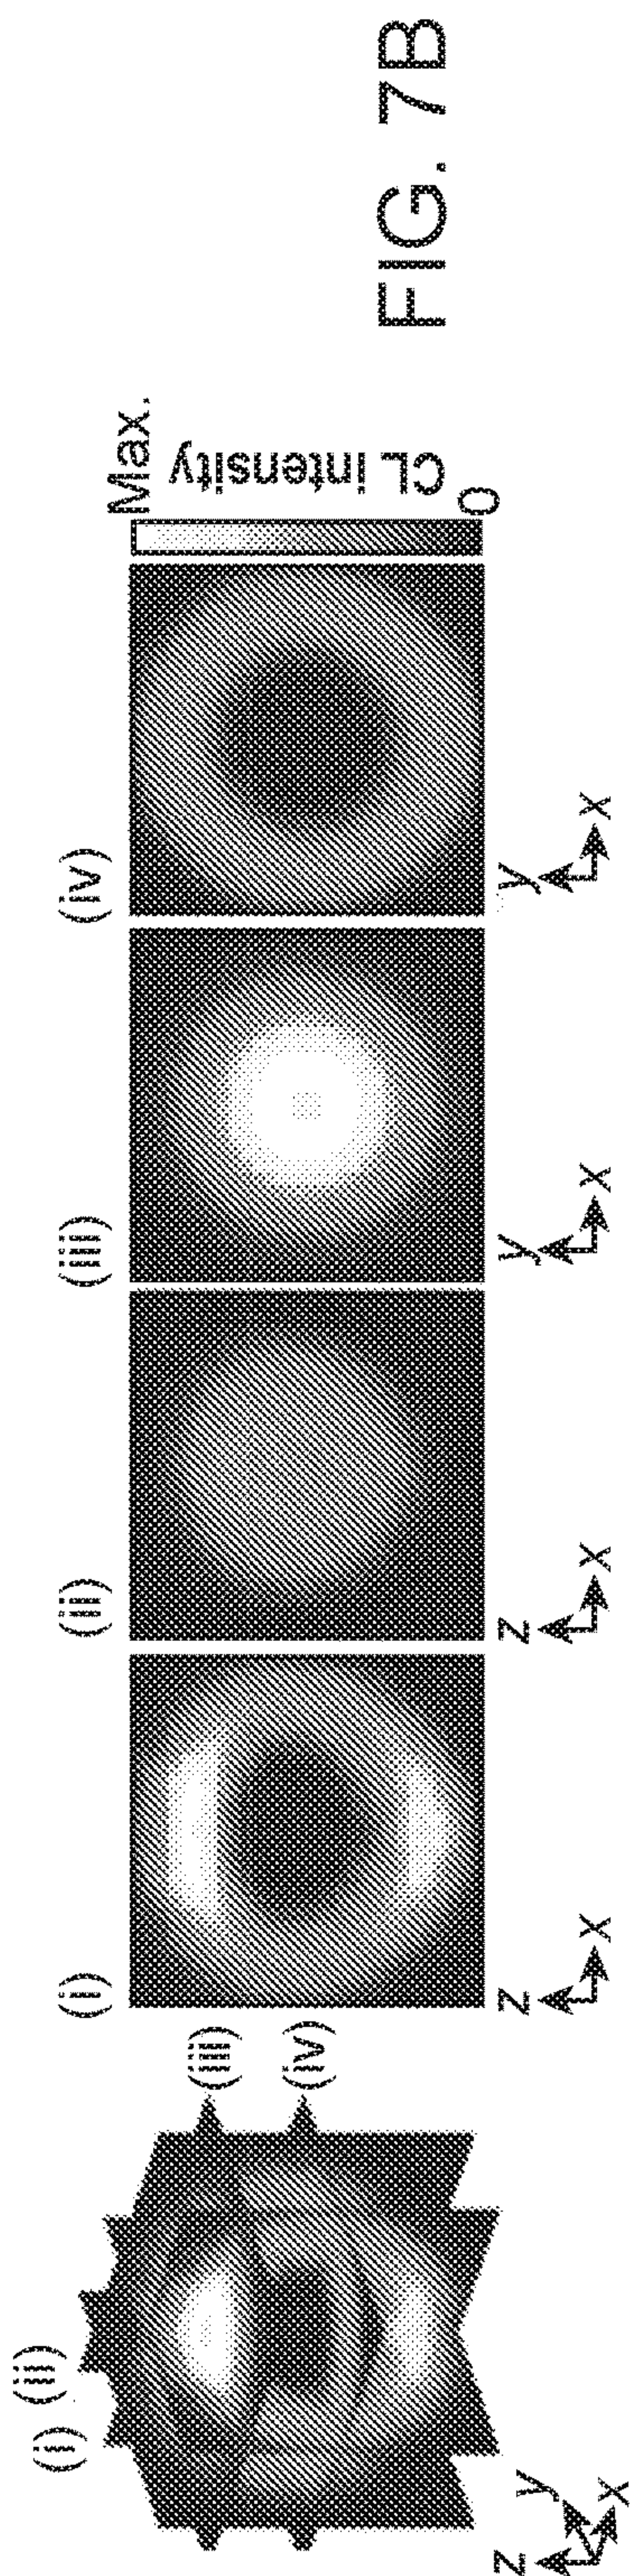 (i) (ii)
(iii)
(iv)
z y x
(i) (ii) (iii) (iv)
z x
z x
y x
y x
Max.
CL intensity
0
FIG. 7B